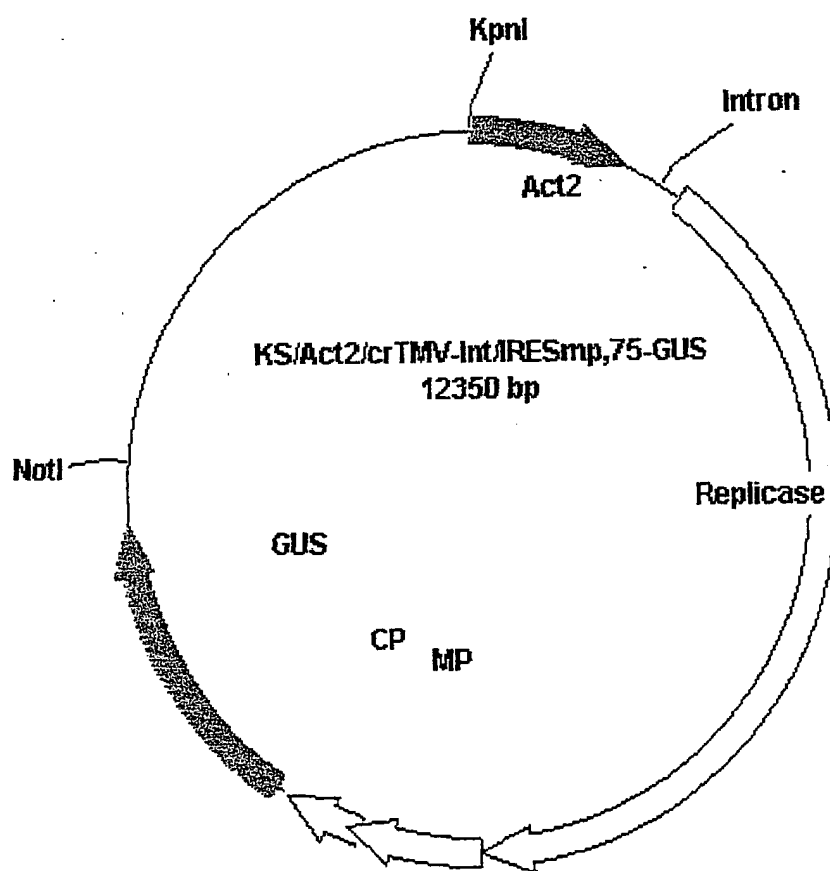 KpnI
Intron
Act2
KS/Act2/crTMV-Int/IRESmp,75-GUS
12350 bp
NotI
Replicase
GUS
CP
MP